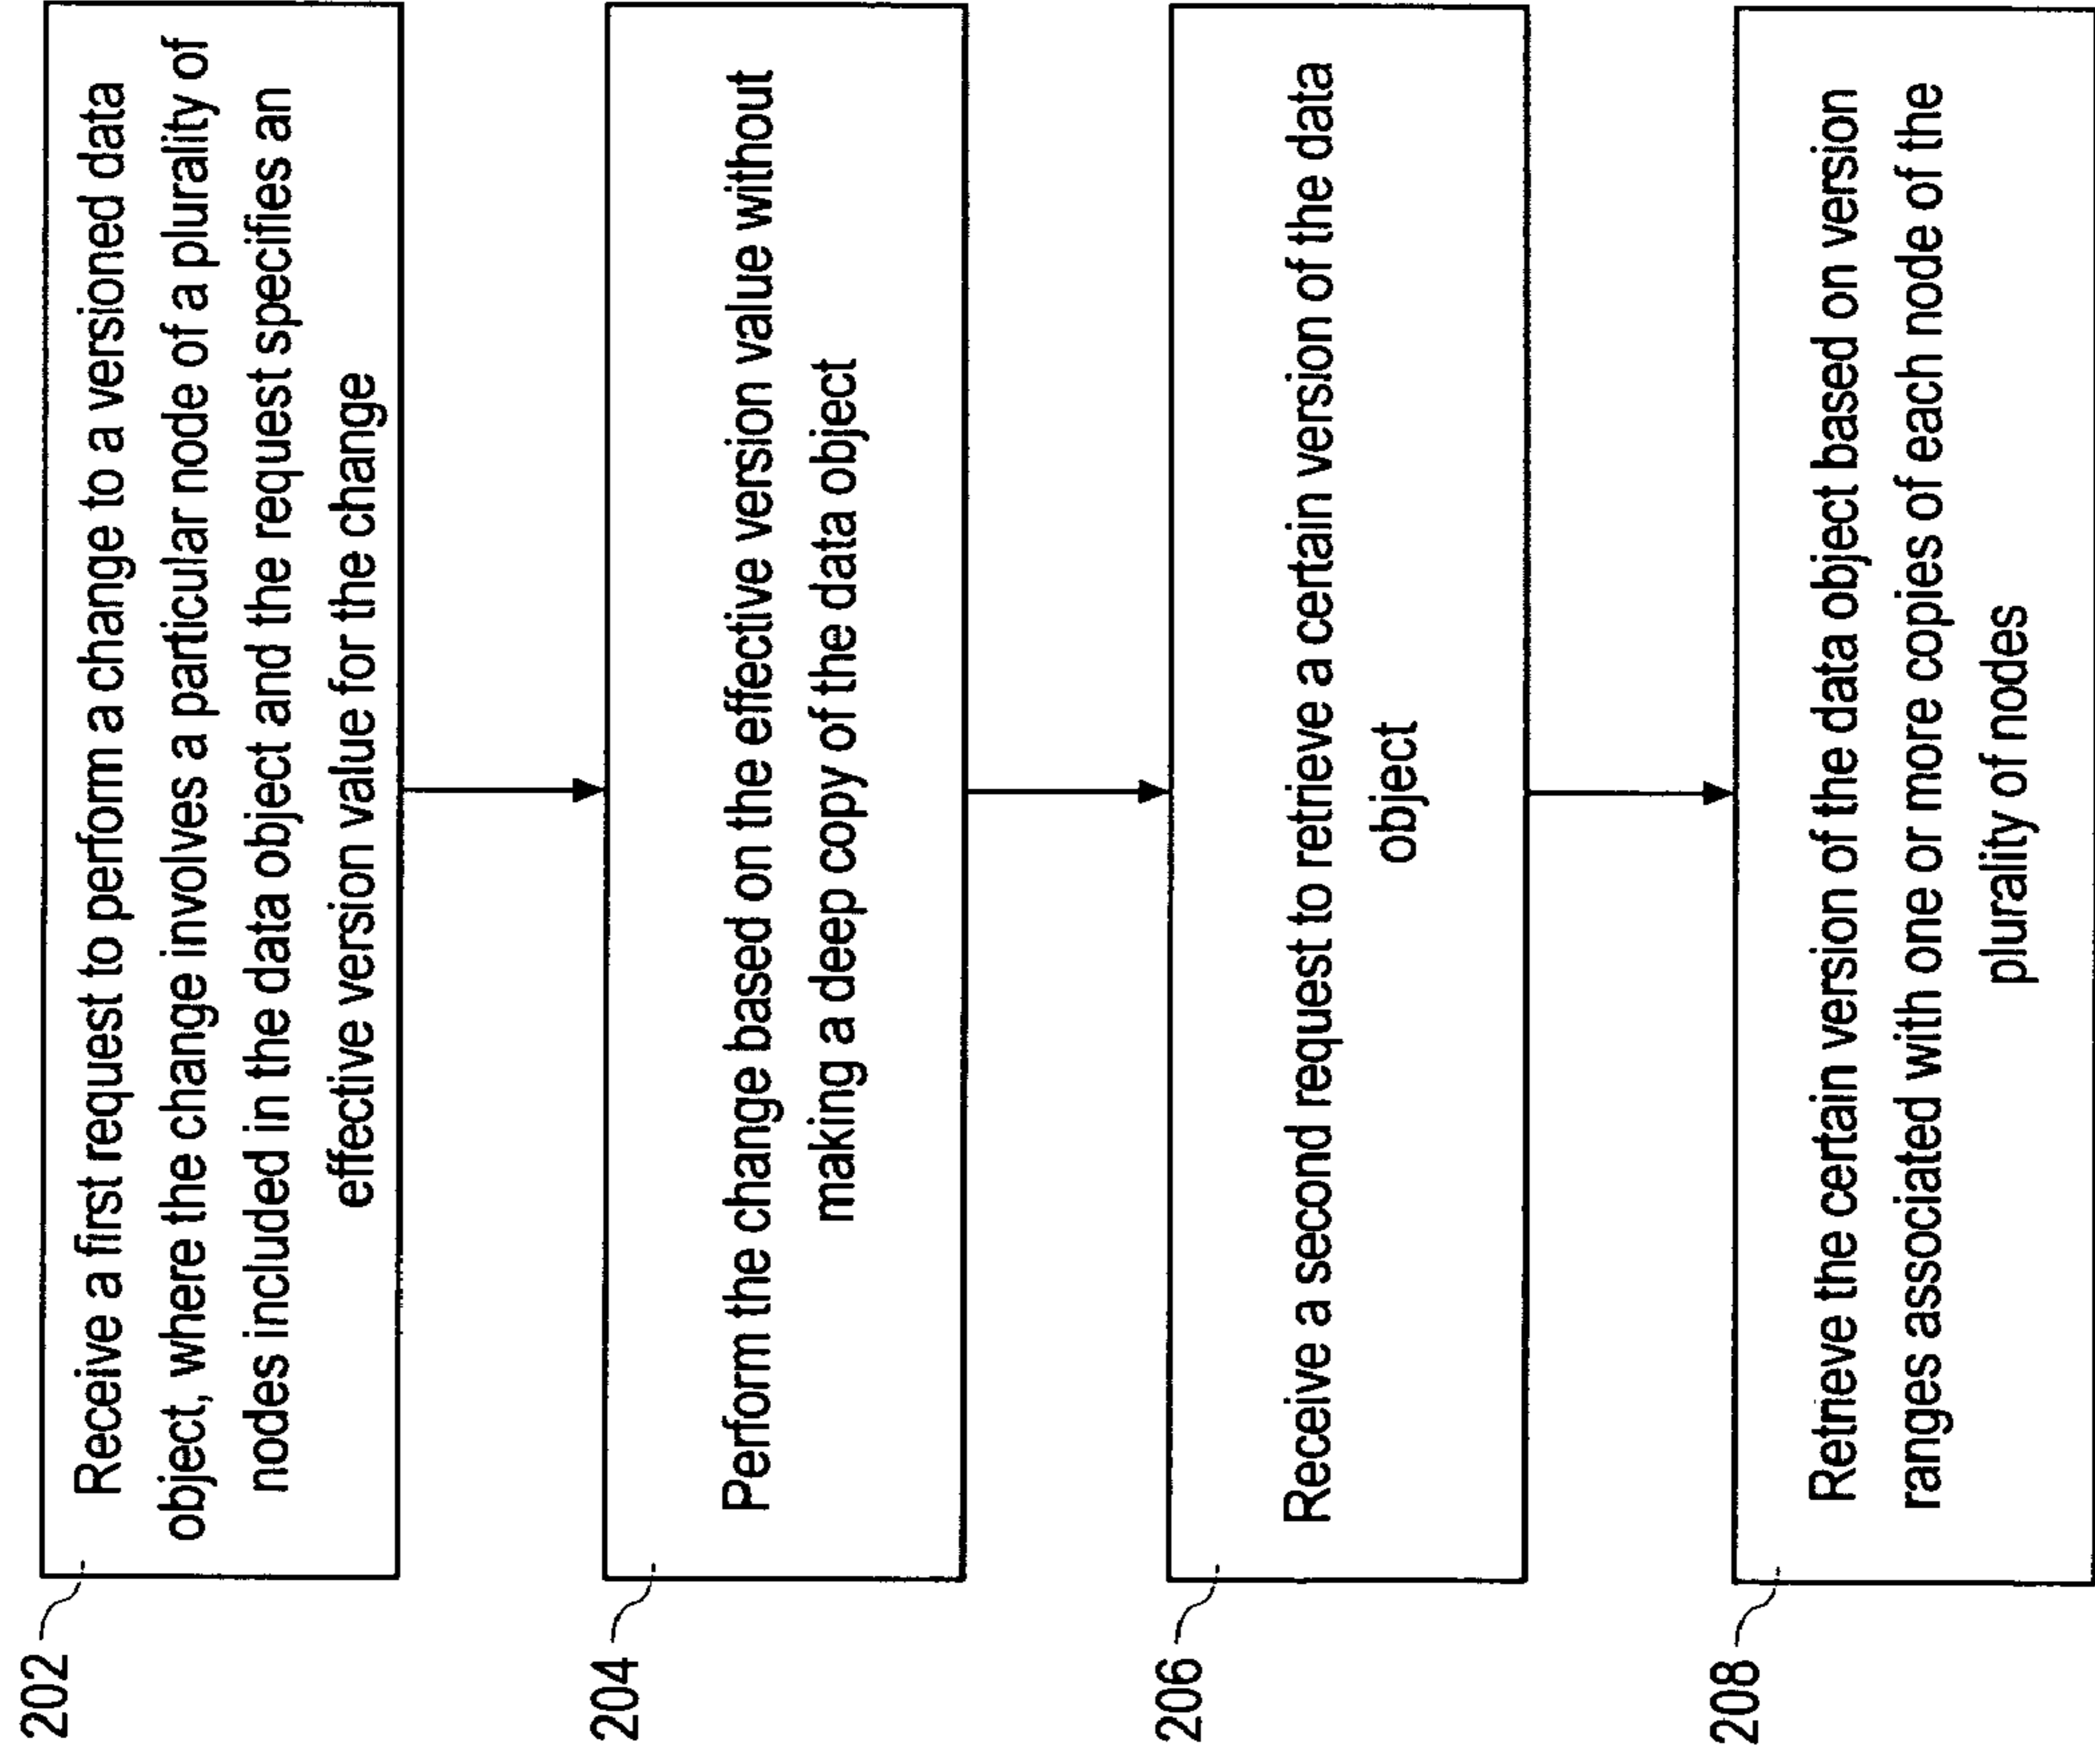 202
Receive a first request to perform a change to a versioned data
object, where the change involves a particular node of a plurality of
nodes included in the data object and the request specifies an
effective version value for the change
204
Perform the change based on the effective version value without
making a deep copy of the data object
206
Receive a second request to retrieve a certain version of the data
object
208
Retrieve the certain version of the data object based on version
ranges associated with one or more copies of each node of the
plurality of nodes